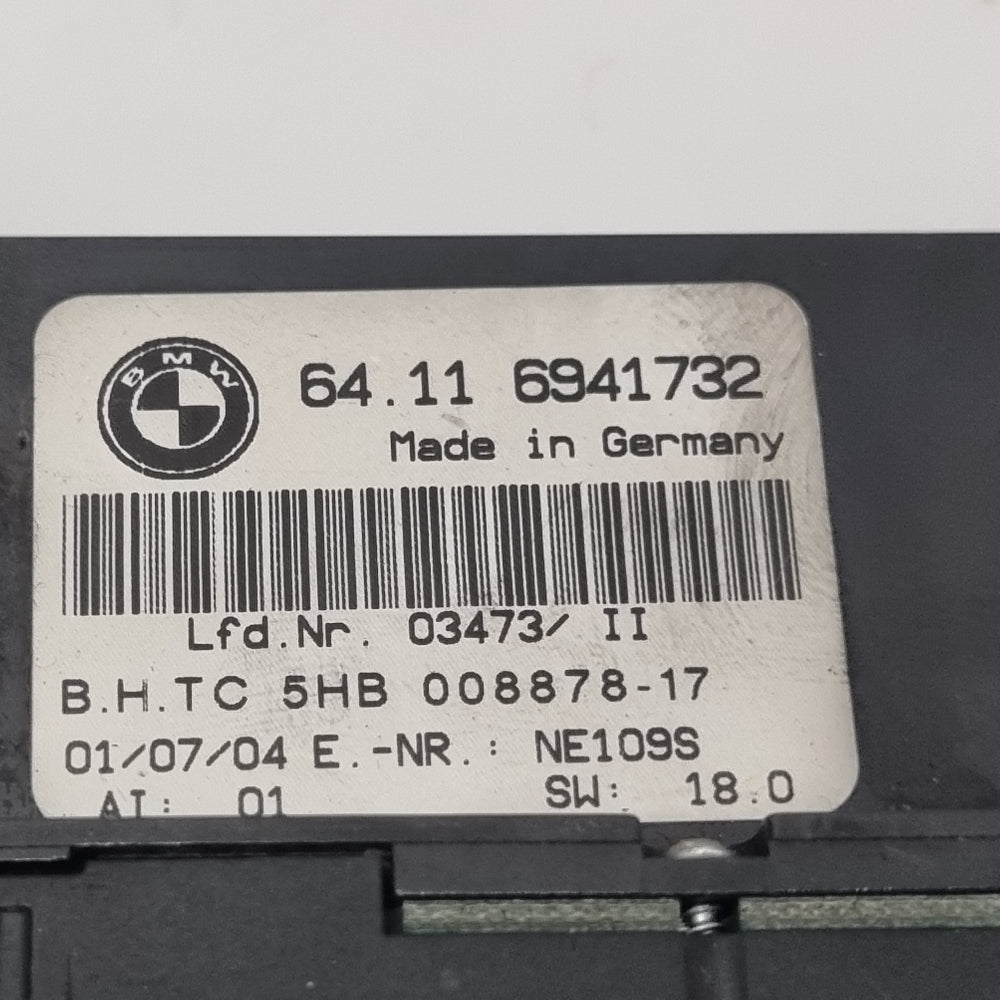 BMW
64.11 6941732
Made in Germany
Lfd.Nr. 03473/ II
B.H.TC 5HB 008878-17
01/07/04 E.-NR.: NE109S
AI: 01 SW: 18.0